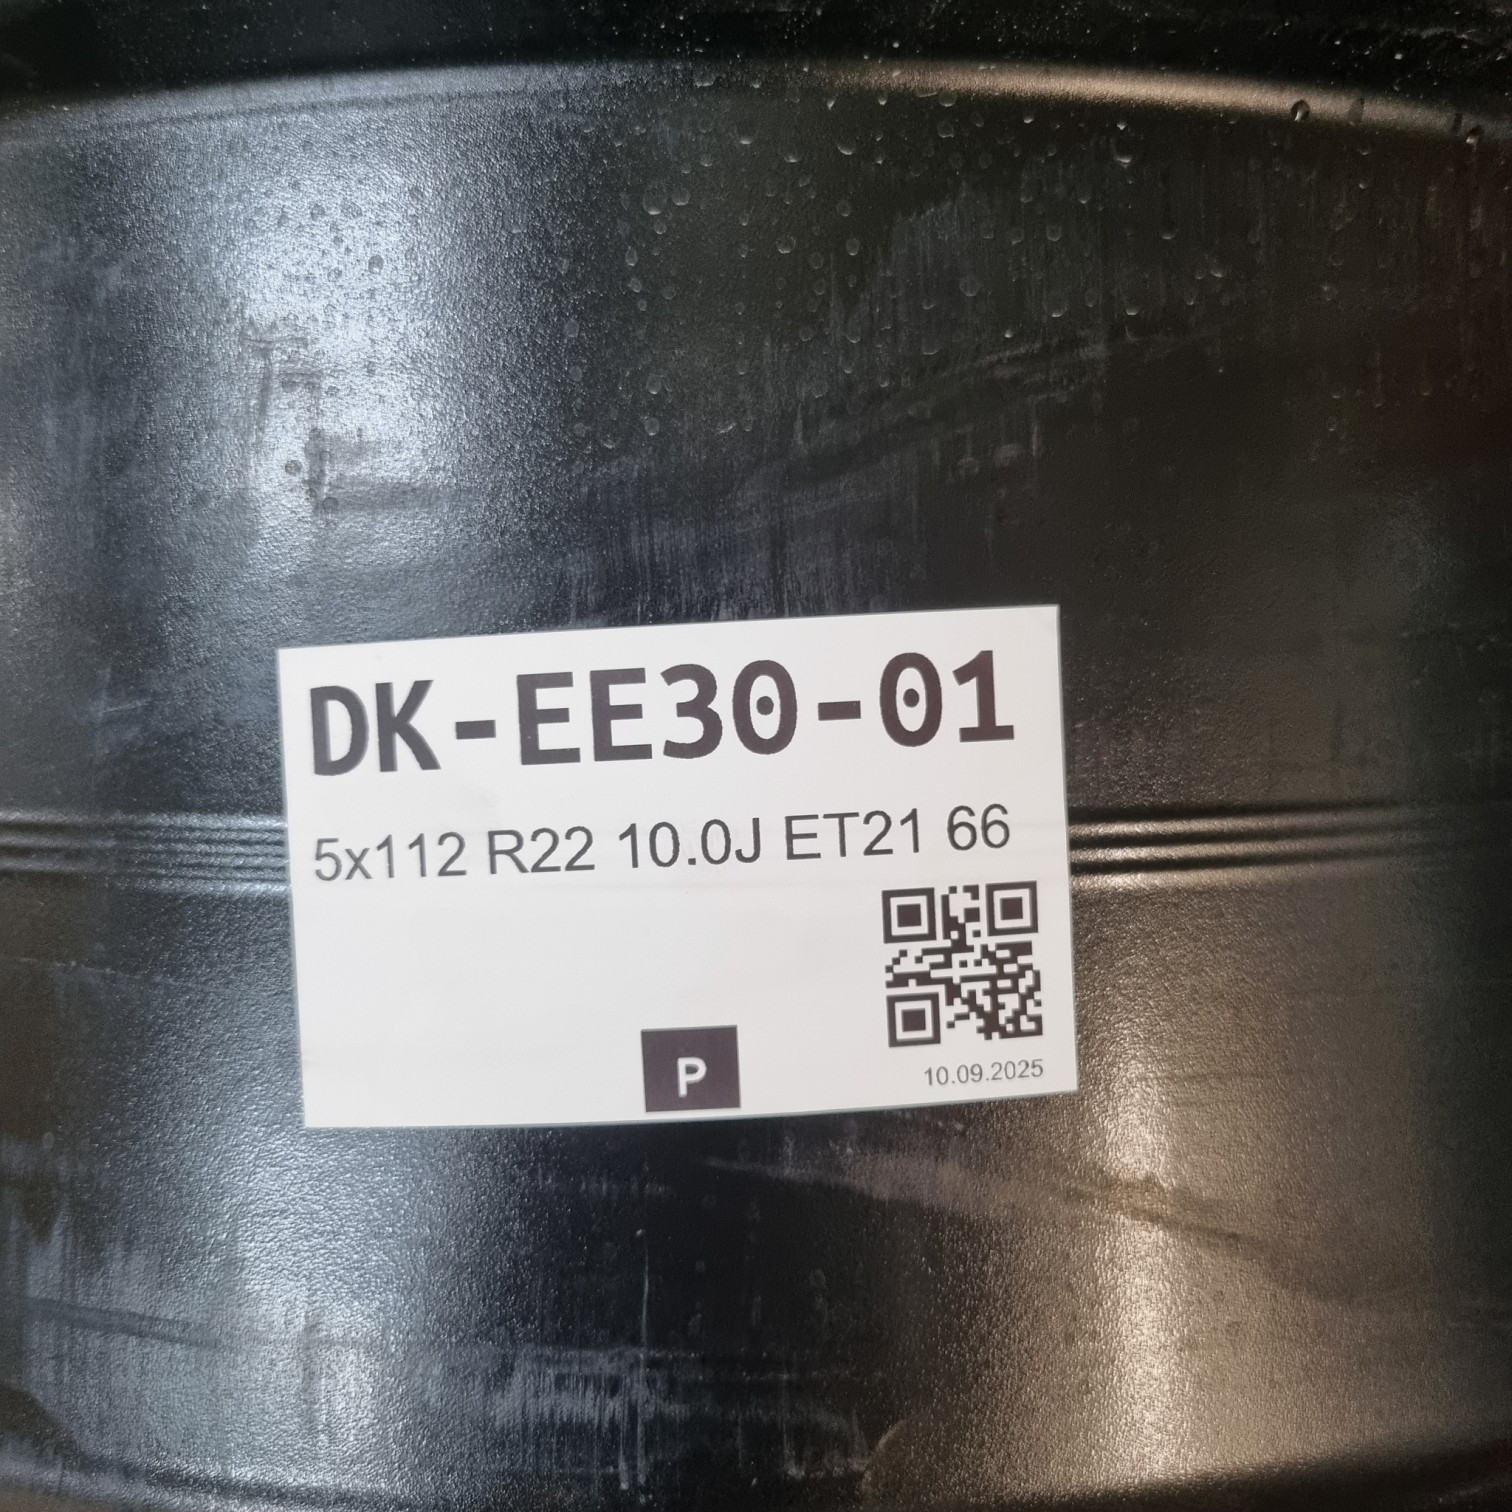 DK-EE30-01
5x112 R22 10.0J ET21 66
P
10.09.2025